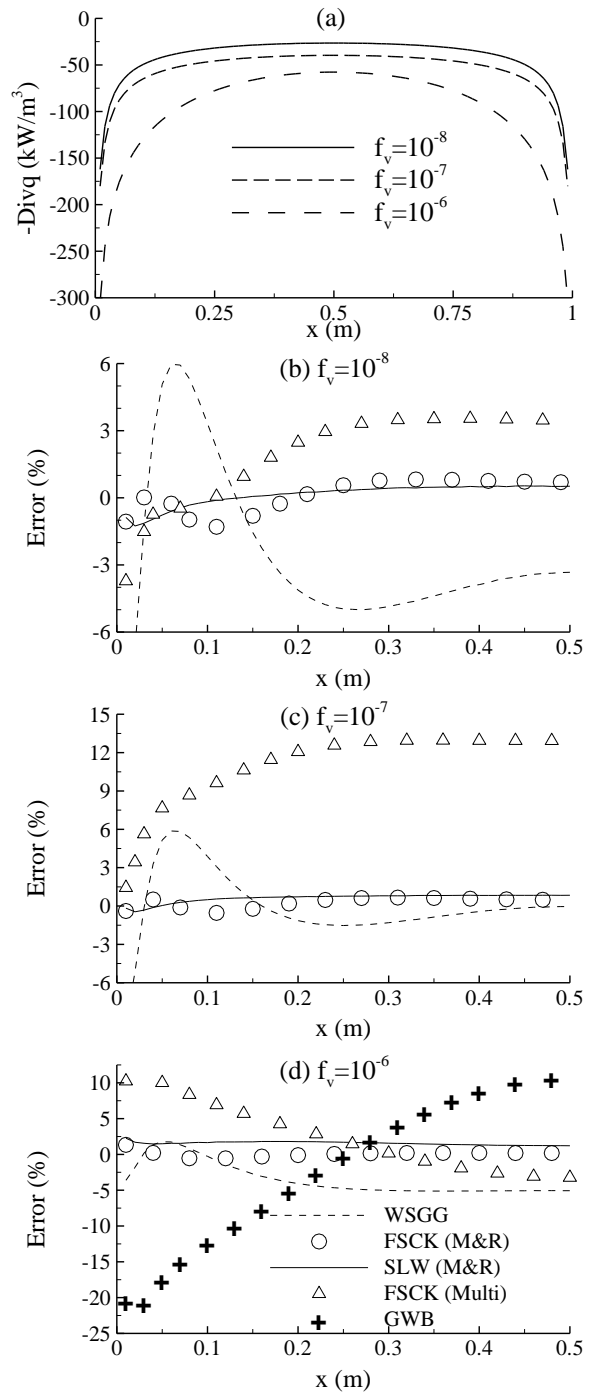 (a)
0
-50
-100
-150
-200
-250
-300
-Divq (kW/m³)
f_v=10⁻⁸
f_v=10⁻⁷
f_v=10⁻⁶
0 0.25 0.5 0.75 1
x (m)
(b) f_v=10⁻⁸
6
3
0
-3
-6
Error (%)
0 0.1 0.2 0.3 0.4 0.5
x (m)
(c) f_v=10⁻⁷
15
12
9
6
3
0
-3
-6
Error (%)
0 0.1 0.2 0.3 0.4 0.5
x (m)
(d) f_v=10⁻⁶
10
5
0
-5
-10
-15
-20
-25
Error (%)
WSGG
FSCK (M&R)
SLW (M&R)
FSCK (Multi)
GWB
0 0.1 0.2 0.3 0.4 0.5
x (m)